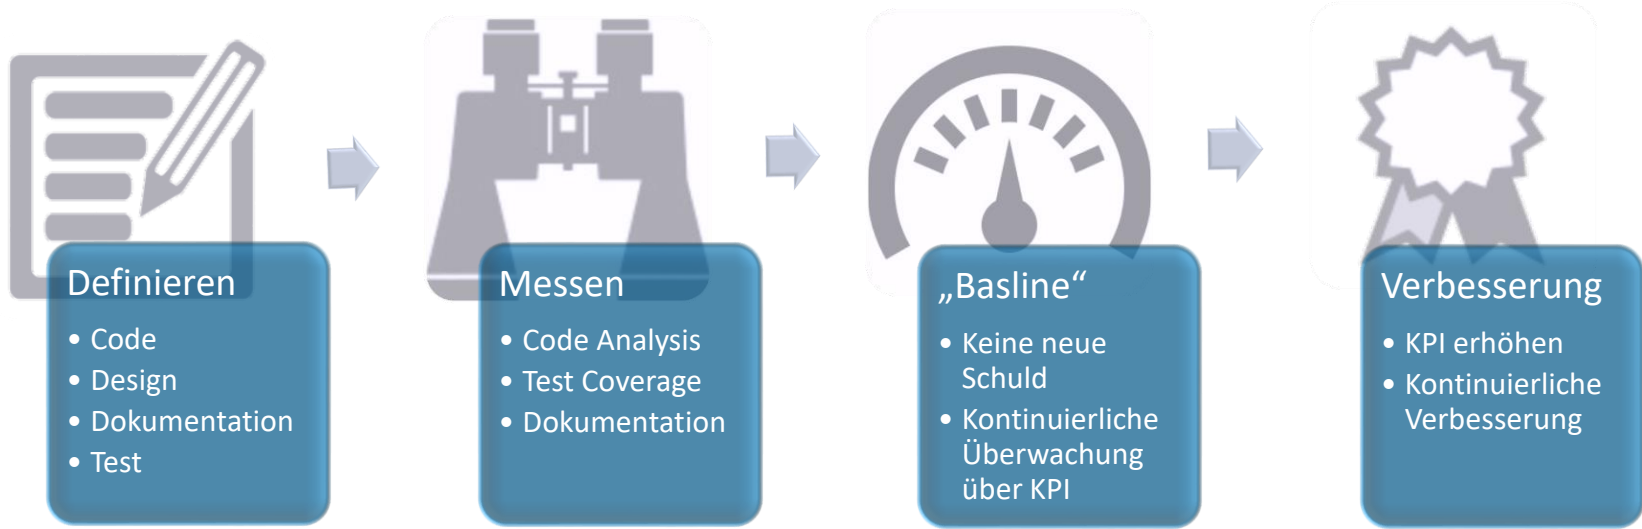 Definieren
• Code
• Design
• Dokumentation
• Test
Messen
• Code Analysis
• Test Coverage
• Dokumentation
„Basline“
• Keine neue
Schuld
• Kontinuierliche
Überwachung
über KPI
Verbesserung
• KPI erhöhen
• Kontinuierliche
Verbesserung